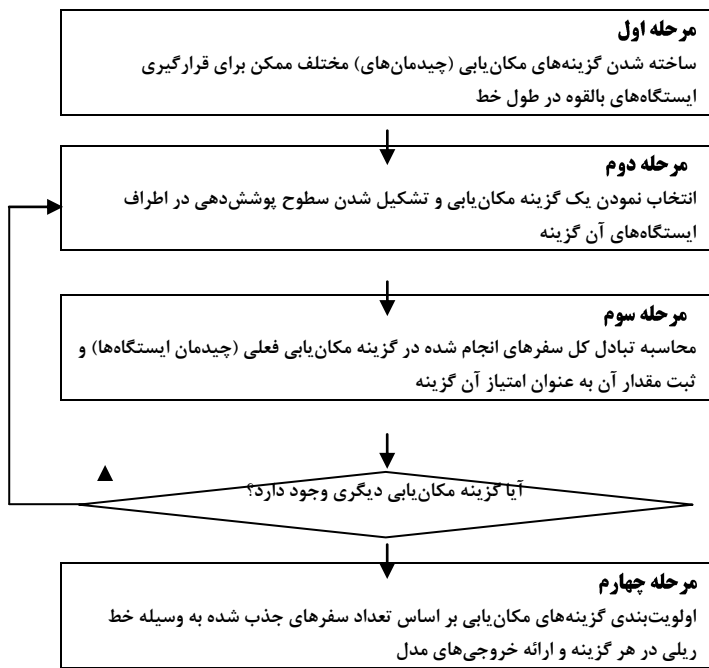 مرحله اول
ساخته شدن گزینه‌های مکان‌یابی (چیدمان‌های) مختلف ممکن برای قرارگیری
ایستگاه‌های بالقوه در طول خط
مرحله دوم
انتخاب نمودن یک گزینه مکان‌یابی و تشکیل شدن سطوح پوشش‌دهی در اطراف
ایستگاه‌های آن گزینه
مرحله سوم
محاسبه تبادل کل سفرهای انجام شده در گزینه مکان‌یابی فعلی (چیدمان ایستگاه‌ها) و
ثبت مقدار آن به عنوان امتیاز آن گزینه
آیا گزینه مکان‌یابی دیگری وجود دارد؟
مرحله چهارم
اولویت‌بندی گزینه‌های مکان‌یابی بر اساس تعداد سفرهای جذب شده به وسیله خط
ریلی در هر گزینه و ارائه خروجی‌های مدل